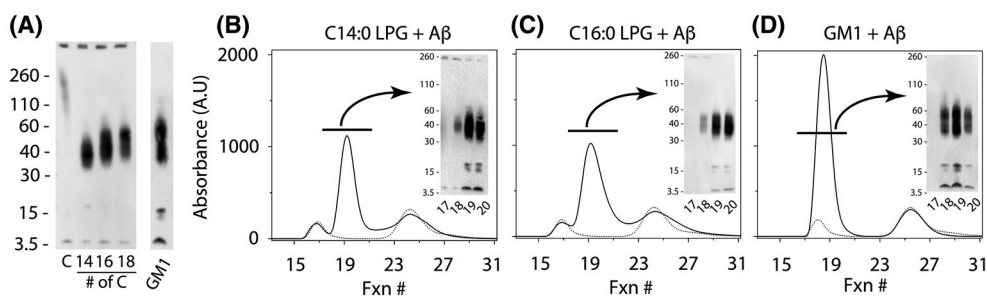 (A)
260 -
110 -
60 -
40 -
30 -
15 -
3.5 -
C 14 16 18
# of C
GM1
(B)
C14:0 LPG + Aβ
Absorbance (A.U)
2000
1000
0
15 19 23 27 31
Fxn #
260 -
110 -
60 -
40 -
30 -
15 -
3.5 -
17 18 19 20
(C)
C16:0 LPG + Aβ
15 19 23 27 31
Fxn #
260 -
110 -
60 -
40 -
30 -
15 -
3.5 -
17 18 19 20
(D)
GM1 + Aβ
15 19 23 27 31
Fxn #
260 -
110 -
60 -
40 -
30 -
15 -
3.5 -
17 18 19 20